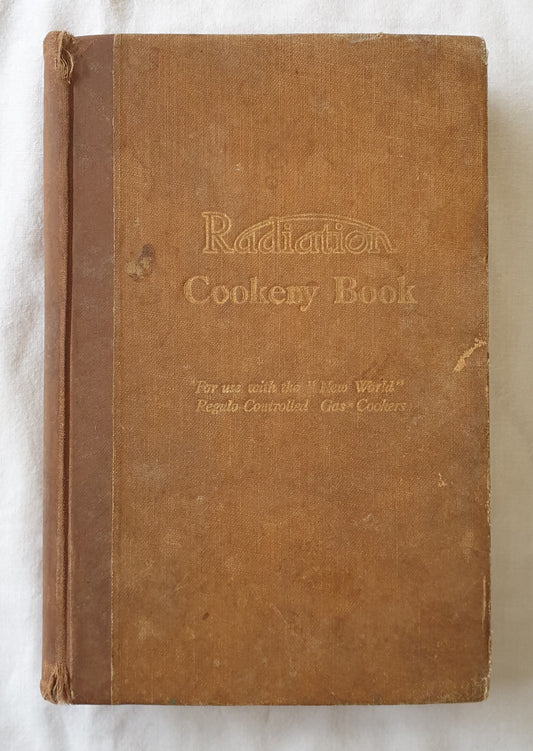 Radiation
Cookery Book
For use with the "New World"
Regulo-Controlled Gas Cookers